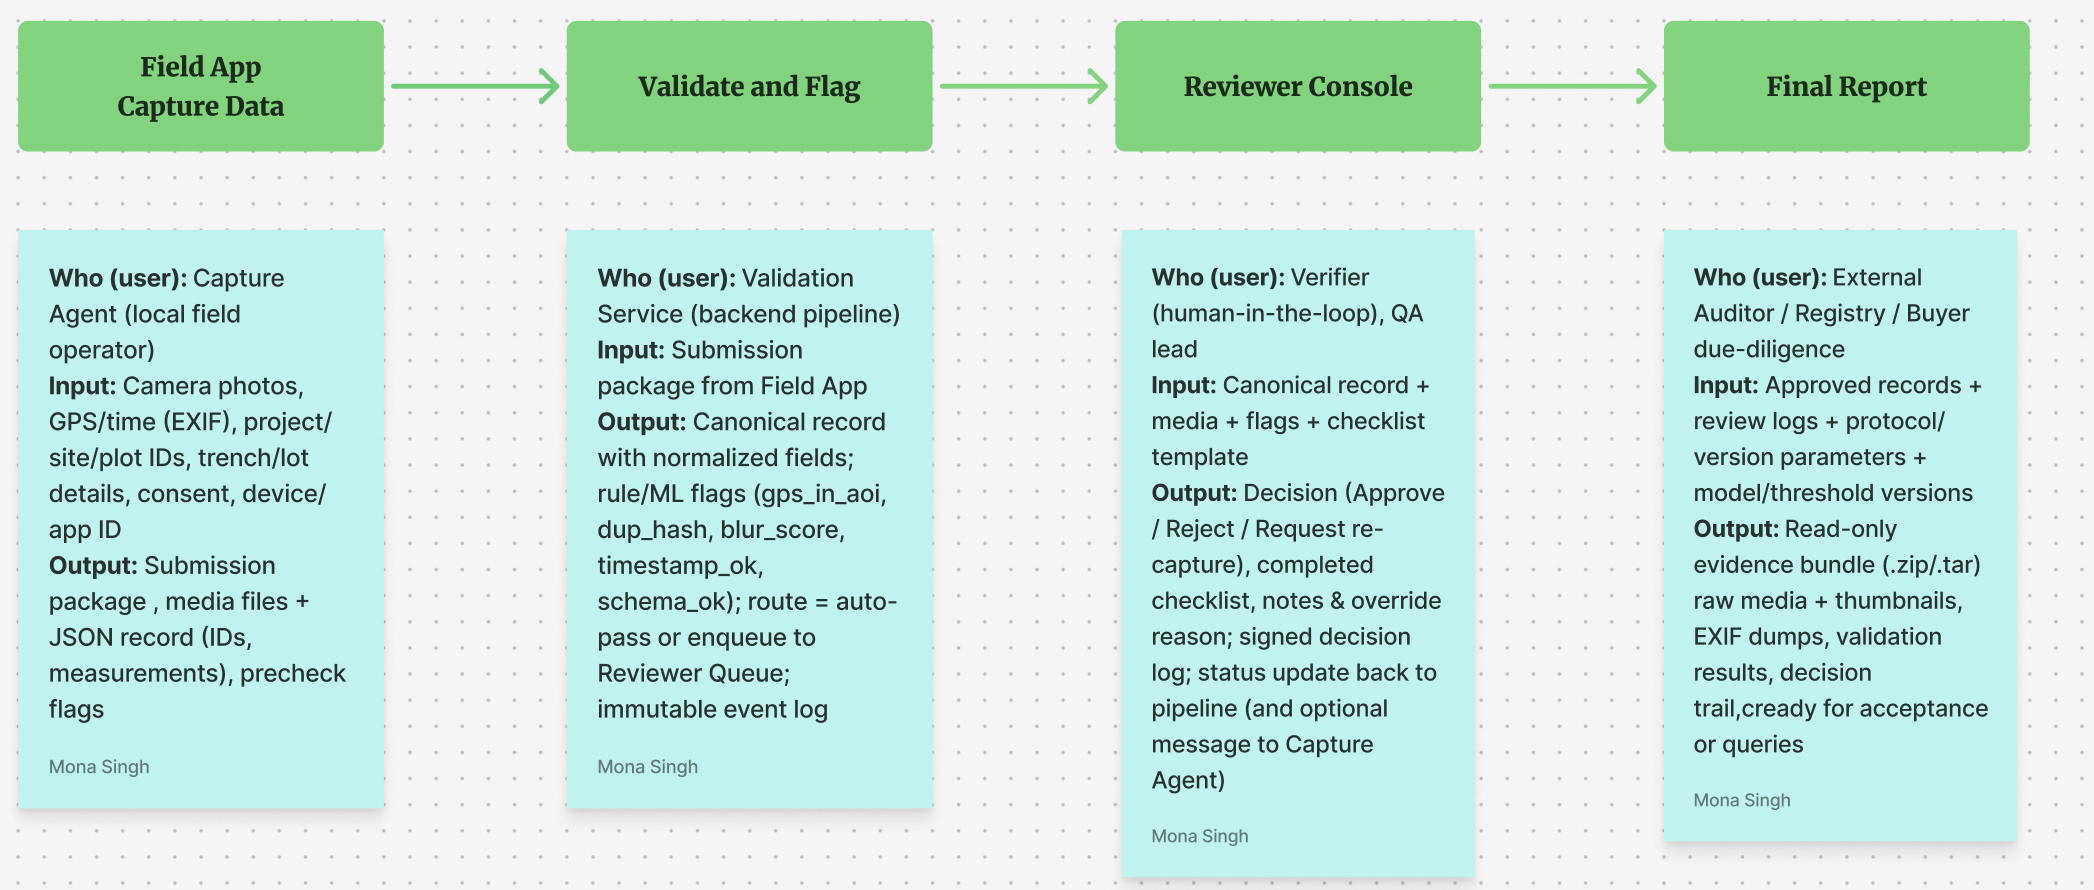 Field App
Capture Data
Validate and Flag
Reviewer Console
Final Report
Who (user): Capture
Agent (local field
operator)
Input: Camera photos,
GPS/time (EXIF), project/
site/plot IDs, trench/lot
details, consent, device/
app ID
Output: Submission
package , media files +
JSON record (IDs,
measurements), precheck
flags
Mona Singh
Who (user): Validation
Service (backend pipeline)
Input: Submission
package from Field App
Output: Canonical record
with normalized fields;
rule/ML flags (gps_in_aoi,
dup_hash, blur_score,
timestamp_ok,
schema_ok); route = auto-
pass or enqueue to
Reviewer Queue;
immutable event log
Mona Singh
Who (user): Verifier
(human-in-the-loop), QA
lead
Input: Canonical record +
media + flags + checklist
template
Output: Decision (Approve
/ Reject / Request re-
capture), completed
checklist, notes & override
reason; signed decision
log; status update back to
pipeline (and optional
message to Capture
Agent)
Mona Singh
Who (user): External
Auditor / Registry / Buyer
due-diligence
Input: Approved records +
review logs + protocol/
version parameters +
model/threshold versions
Output: Read-only
evidence bundle (.zip/.tar)
raw media + thumbnails,
EXIF dumps, validation
results, decision
trail,cready for acceptance
or queries
Mona Singh